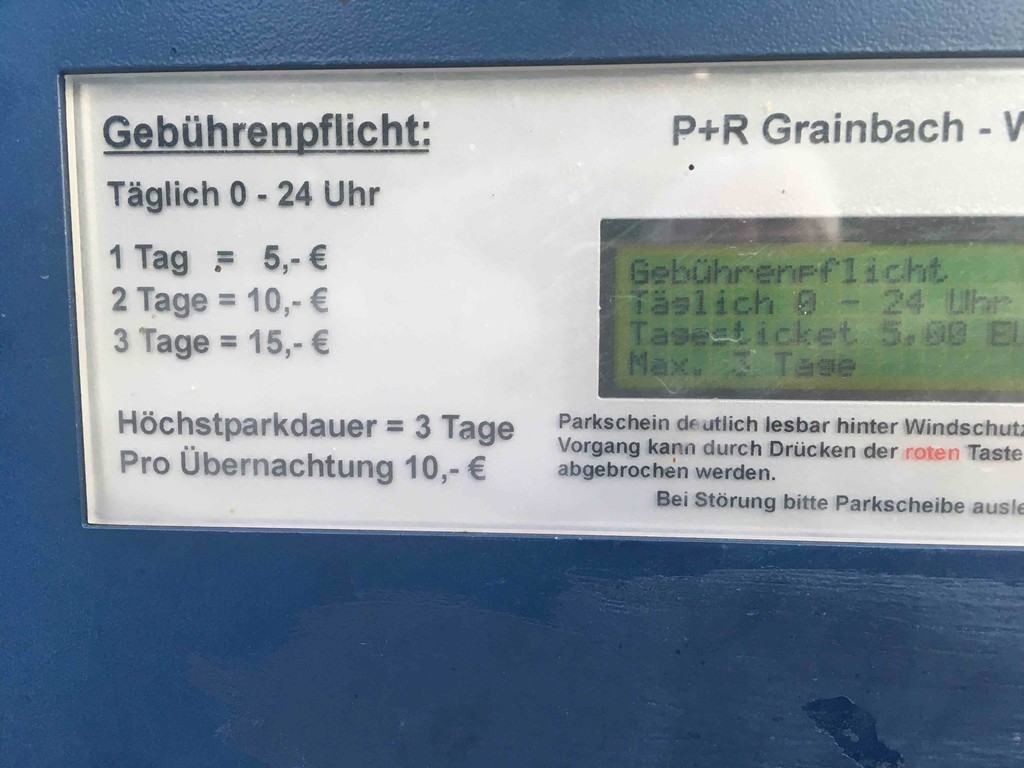 Gebührenpflicht:
Täglich 0 - 24 Uhr
1 Tag = 5,- €
2 Tage = 10,- €
3 Tage = 15,- €
Höchstparkdauer = 3 Tage
Pro Übernachtung 10,- €
P+R Grainbach -
Gebührenpflicht
Täglich 0 - 24 Uhr
Tagesticket 5.00
Max. 3 Tage
Parkschein deutlich lesbar hinter
Vorgang kann durch Drücken der roten Taste
abgebrochen werden.
Bei Störung bitte Parkscheibe